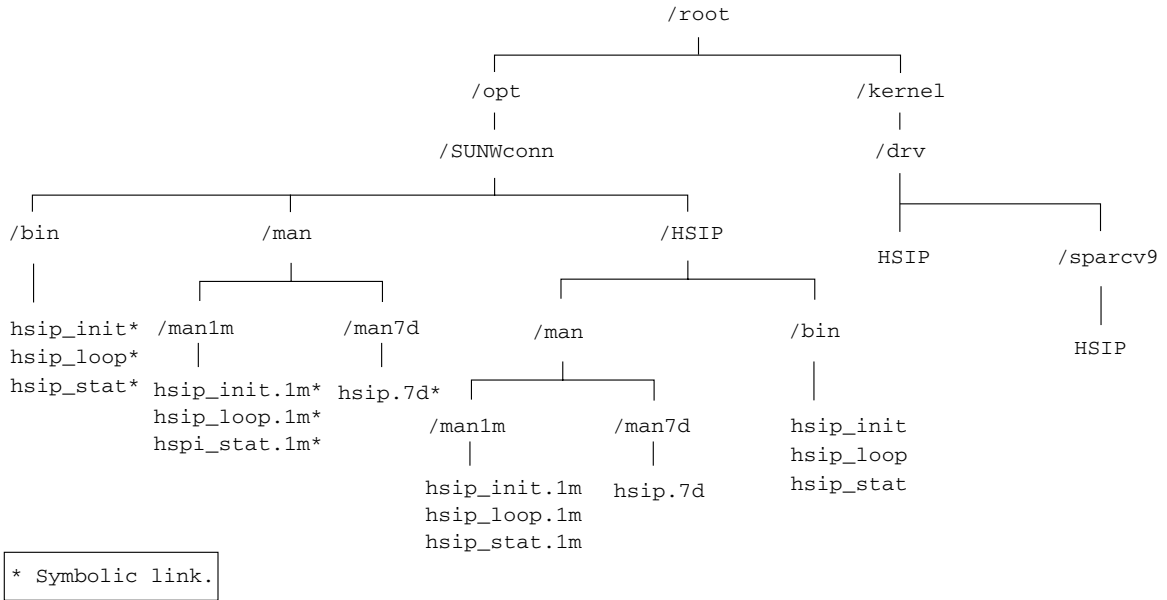 /root
/opt
/kernel
/SUNWconn
/drv
/bin
/man
/HSIP
HSIP
/sparcv9
hsip_init*
hsip_loop*
hsip_stat*
/man1m
/man7d
/man
/bin
HSIP
hsip_init.1m*
hsip_loop.1m*
hspi_stat.1m*
hsip.7d*
/man1m
/man7d
hsip_init
hsip_loop
hsip_stat
hsip_init.1m
hsip_loop.1m
hsip_stat.1m
hsip.7d
* Symbolic link.